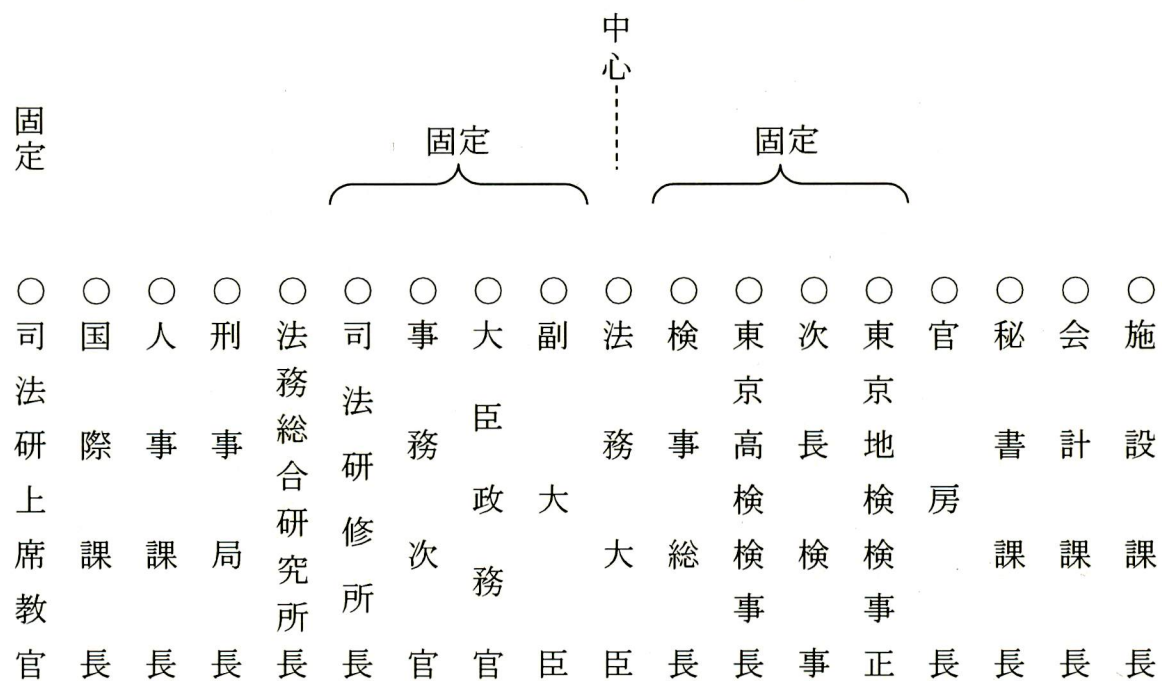 中心
固定
固定
固定
○施設課長
○会計課長
○秘書課長
○官房長
○東京地検検事正
○次長検事
○東京高検検事長
○検事総長
○法務大臣
○副大臣
○大臣政務官
○事務次官
○司法研修所長
○法務総合研究所長
○刑事局長
○人事課長
○国際課長
○司法研上席教官